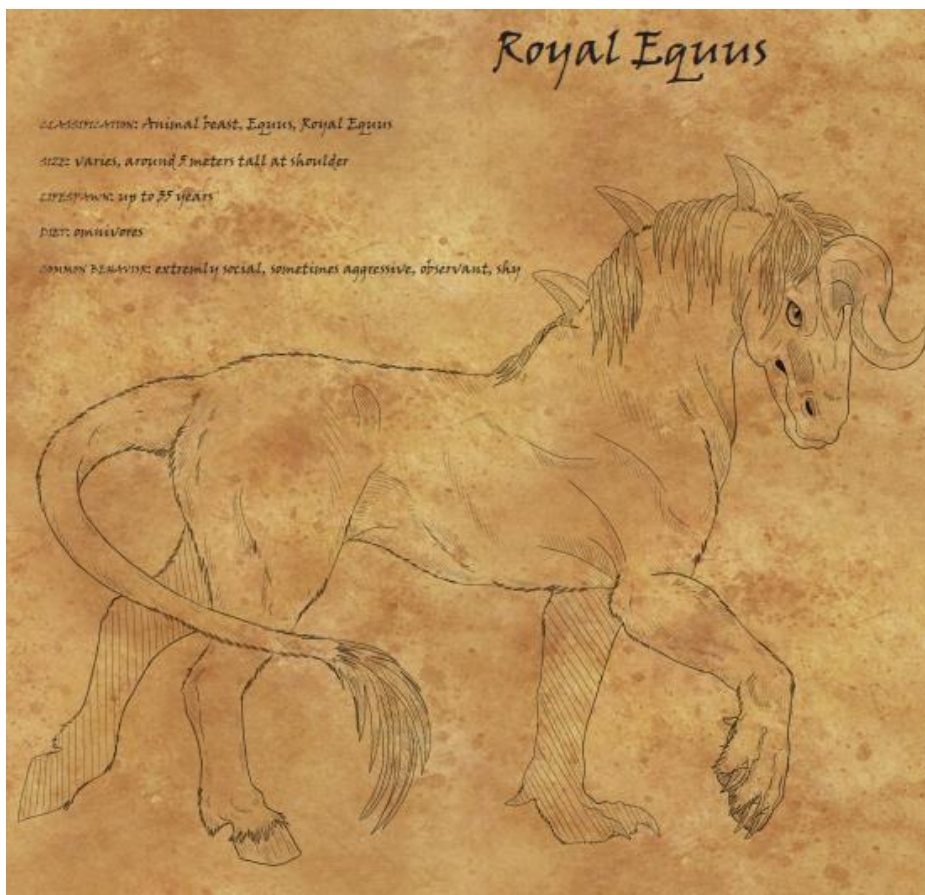 Royal Equus
CLASSIFICATION: Animal beast, Equus, Royal Equus
SIZE: varies, around 5 meters tall at shoulder
LIFESPAWN: up to 35 years
DIET: omnivores
COMMON BEHAVIOR: extremly social, sometimes aggressive, observant, shy